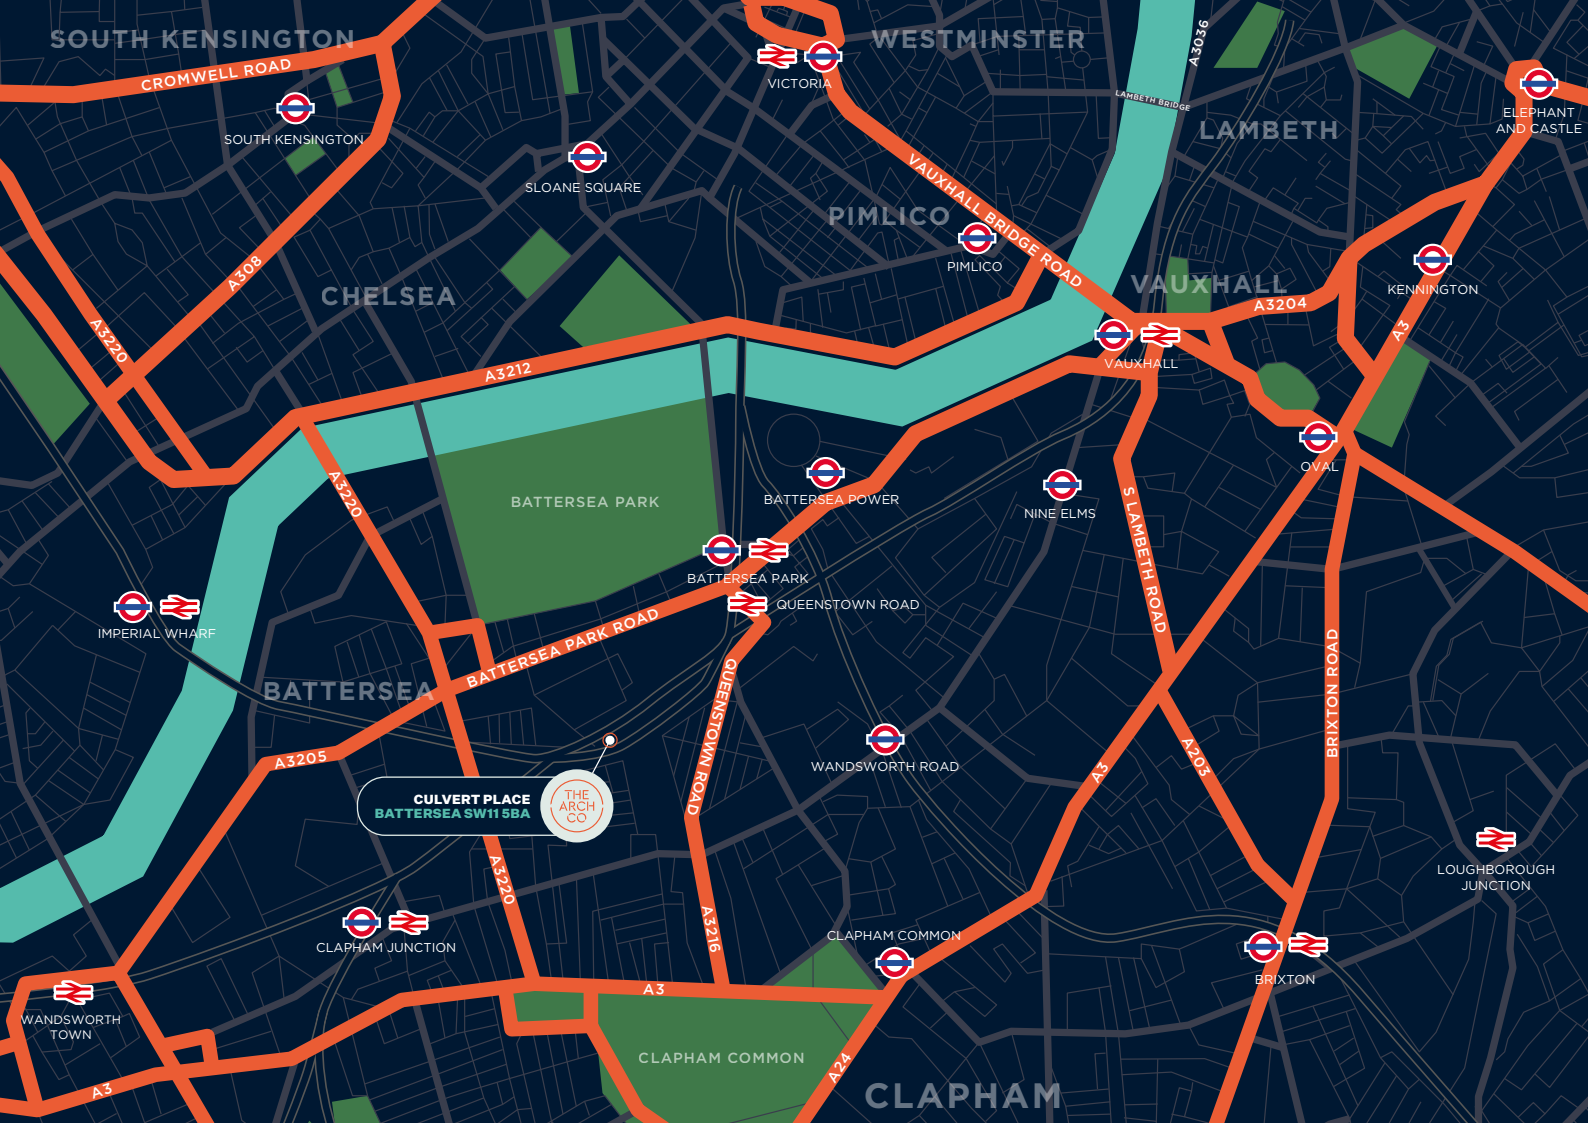 SOUTH KENSINGTON
WESTMINSTER
A3036
CROMWELL ROAD
VICTORIA
LAMBETH BRIDGE
ELEPHANT
AND CASTLE
SOUTH KENSINGTON
LAMBETH
SLOANE SQUARE
VAUXHALL BRIDGE ROAD
PIMLICO
PIMLICO
A308
CHELSEA
VAUXHALL
KENNINGTON
A3204
A3220
A3
VAUXHALL
A3212
OVAL
A3220
BATTERSEA PARK
BATTERSEA POWER
NINE ELMS
S LAMBETH ROAD
BATTERSEA PARK
QUEENSTOWN ROAD
IMPERIAL WHARF
BATTERSEA PARK ROAD
BATTERSEA
QUEENSTOWN ROAD
BRIXTON ROAD
A3205
WANDSWORTH ROAD
A3
A203
CULVERT PLACE
BATTERSEA SW11 5BA
THE
ARCH
CO
A3220
LOUGHBOROUGH
JUNCTION
A3216
CLAPHAM COMMON
CLAPHAM JUNCTION
BRIXTON
A3
WANDSWORTH
TOWN
CLAPHAM COMMON
A24
A3
CLAPHAM